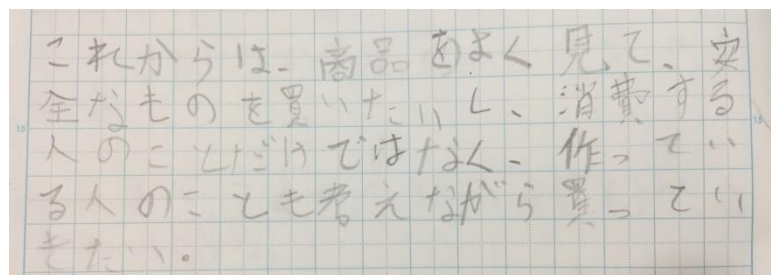 これからは、商品をよく見て、安
全なものを買いたいし、消費する
人のことだけではなく、作ってい
る人のことも考えながら買ってい
きたい。